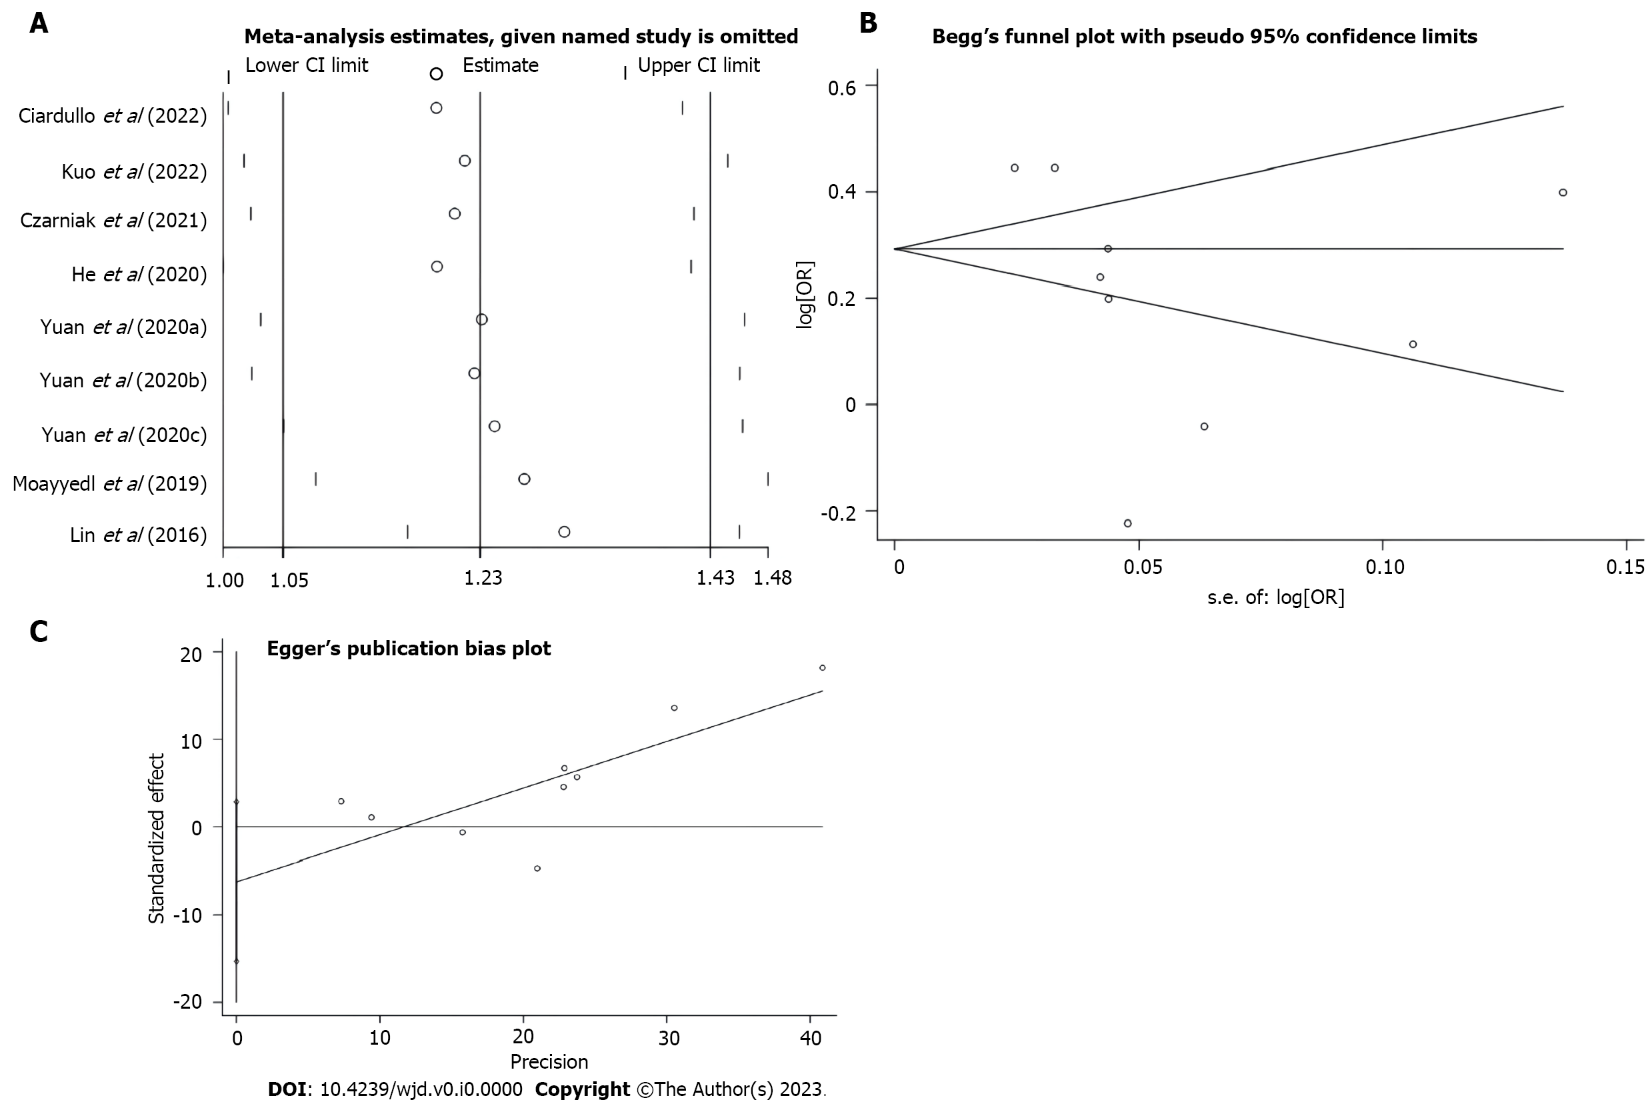 A
Meta-analysis estimates, given named study is omitted
Lower CI limit Estimate Upper CI limit
Ciardullo et al (2022)
Kuo et al (2022)
Czarniak et al (2021)
He et al (2020)
Yuan et al (2020a)
Yuan et al (2020b)
Yuan et al (2020c)
Moayyedl et al (2019)
Lin et al (2016)
1.00 1.05 1.23 1.43 1.48
B
Begg's funnel plot with pseudo 95% confidence limits
log[OR]
0.6
0.4
0.2
0
-0.2
0 0.05 0.10 0.15
s.e. of: log[OR]
C
Egger's publication bias plot
Standardized effect
20
10
0
-10
-20
0 10 20 30 40
Precision
DOI: 10.4239/wjd.v0.i0.0000 Copyright ©The Author(s) 2023.